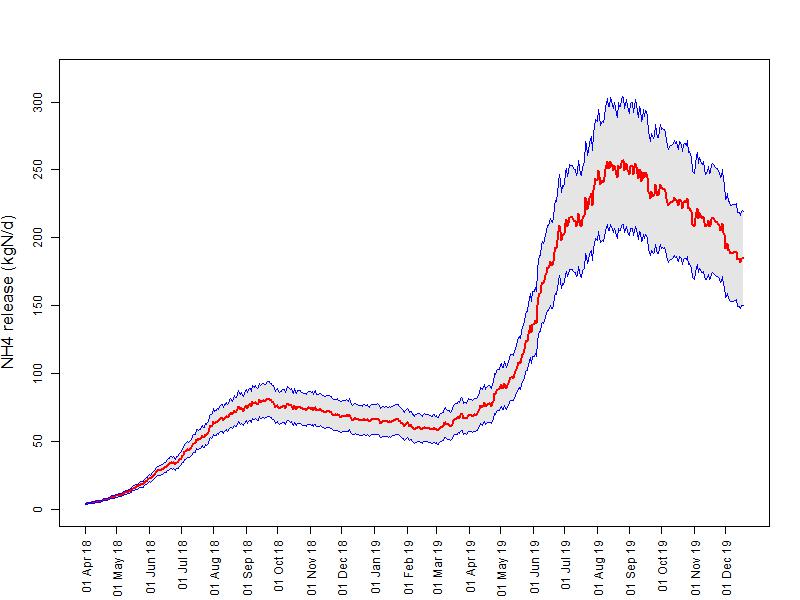 NH4 release (kgN/d)
300
250
200
150
100
50
0
01 Apr 18
01 May 18
01 Jun 18
01 Jul 18
01 Aug 18
01 Sep 18
01 Oct 18
01 Nov 18
01 Dec 18
01 Jan 19
01 Feb 19
01 Mar 19
01 Apr 19
01 May 19
01 Jun 19
01 Jul 19
01 Aug 19
01 Sep 19
01 Oct 19
01 Nov 19
01 Dec 19